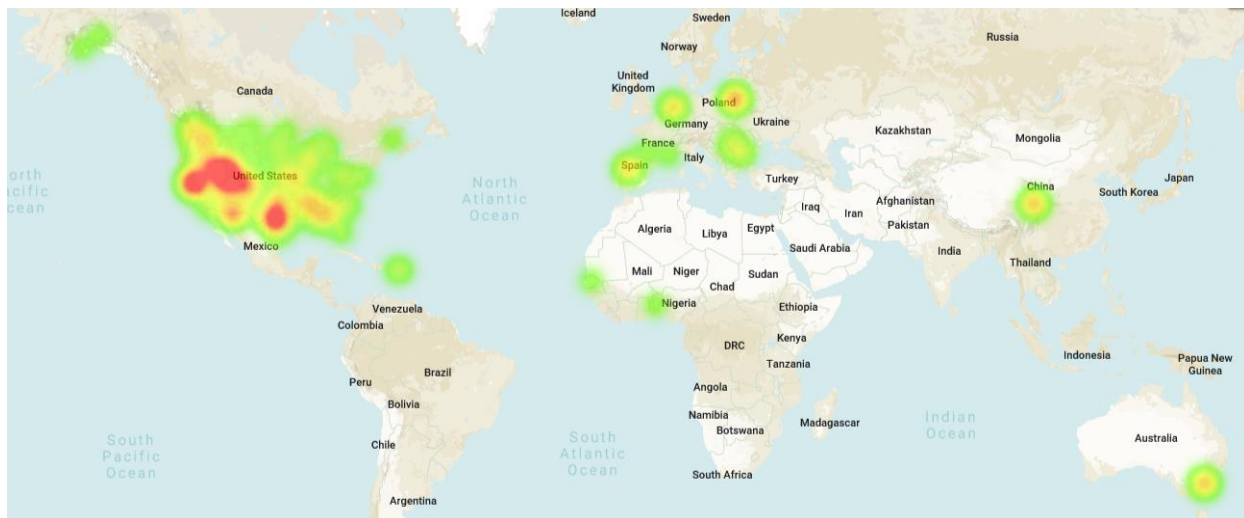 Iceland
Sweden
Russia
Norway
Canada
United
Kingdom
Poland
Germany
Ukraine
France
Kazakhstan
Mongolia
Spain
Italy
orth
acific
cean
United States
North
Atlantic
Ocean
Turkey
China
Japan
South Korea
Afghanistan
Iraq
Iran
Pakistan
Algeria
Libya
Egypt
Mexico
Saudi Arabia
India
Thailand
Mali
Niger
Sudan
Chad
Venezuela
Nigeria
Ethiopia
Colombia
Kenya
DRC
Indonesia
Papua New
Guinea
Tanzania
Peru
Brazil
Angola
Bolivia
Namibia
Botswana
Madagascar
Indian
Ocean
South
Pacific
Ocean
Chile
South
Atlantic
Ocean
Australia
South Africa
Argentina